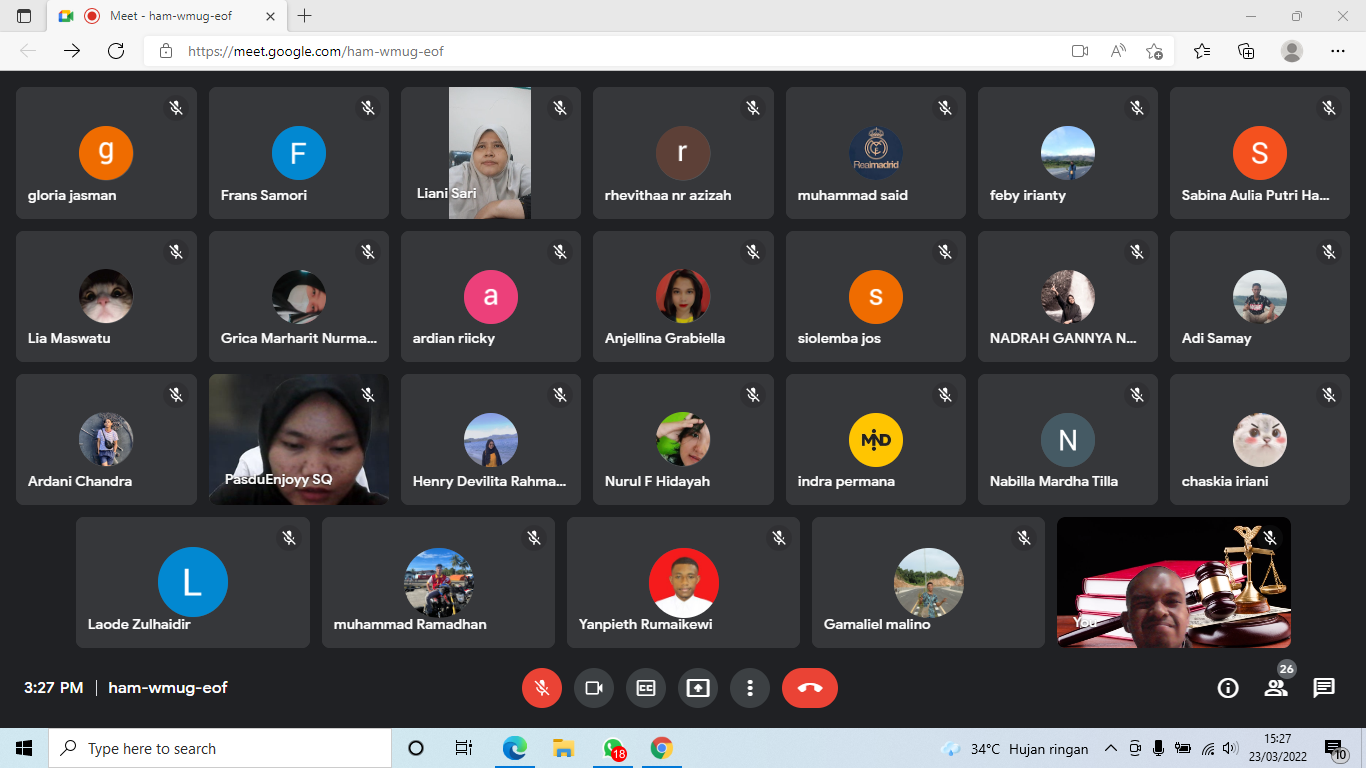 Meet - ham-wmug-eof
https://meet.google.com/ham-wmug-eof
g
F
r
Realmadrid
S
gloria jasman
Frans Samori
Liani Sari
rhevithaa nr azizah
muhammad said
feby irianty
Sabina Aulia Putri Ha...
a
s
Lia Maswatu
Grica Marharit Nurma...
ardian riicky
Anjellina Grabiella
siolemba jos
NADRAH GANNYA N...
Adi Samay
MIND
N
Ardani Chandra
PasduEnjoyy SQ
Henry Devilita Rahma...
Nurul F Hidayah
indra permana
Nabilla Mardha Tilla
chaskia iriani
L
Laode Zulhaidir
muhammad Ramadhan
Yanpieth Rumaikewi
Gamaliel malino
You
3:27 PM | ham-wmug-eof
CC
26
Type here to search
18
34°C Hujan ringan
15:27
23/03/2022
10